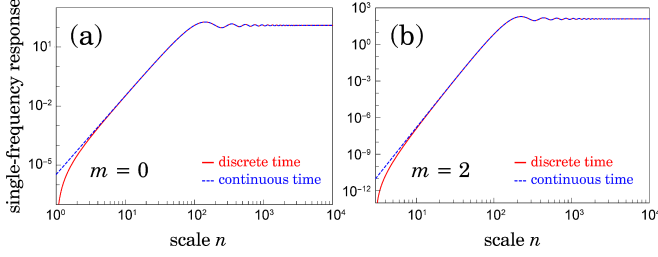 single-frequency response
(a)
10^1
10^−2
10^−5
m = 0
discrete time
continuous time
10^0 10^1 10^2 10^3 10^4
scale n
(b)
10^3
10^0
10^−3
10^−6
10^−9
10^−12
m = 2
discrete time
continuous time
10^1 10^2 10^3 10^4
scale n